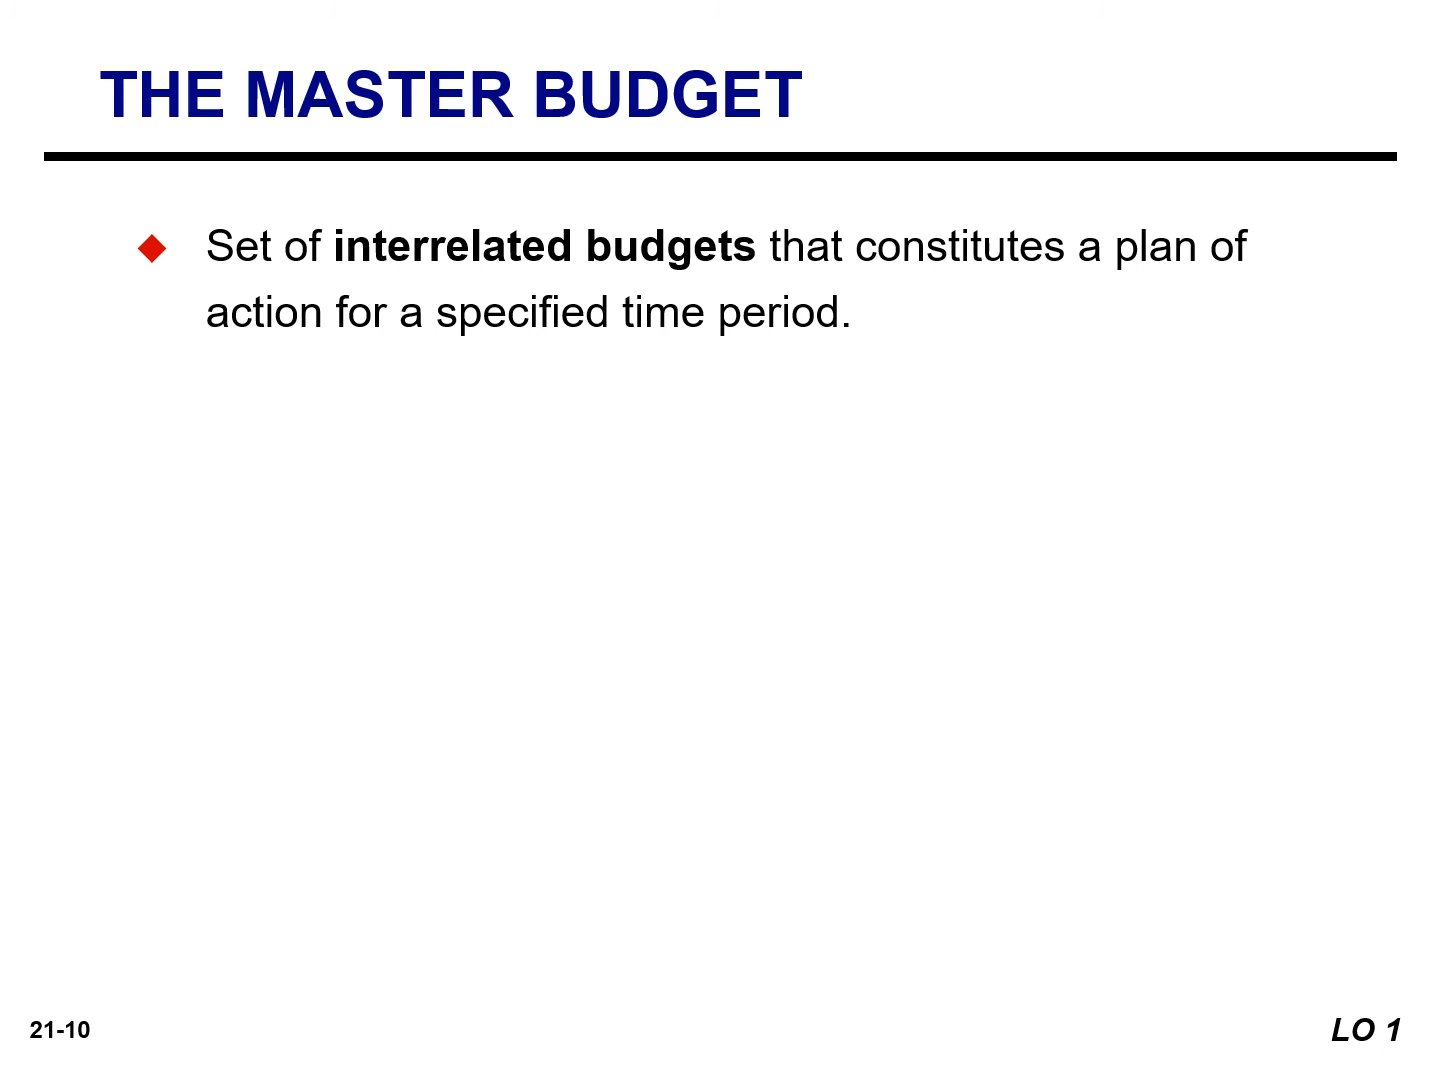 THE MASTER BUDGET
Set of interrelated budgets that constitutes a plan of
action for a specified time period.
21-10
LO 1